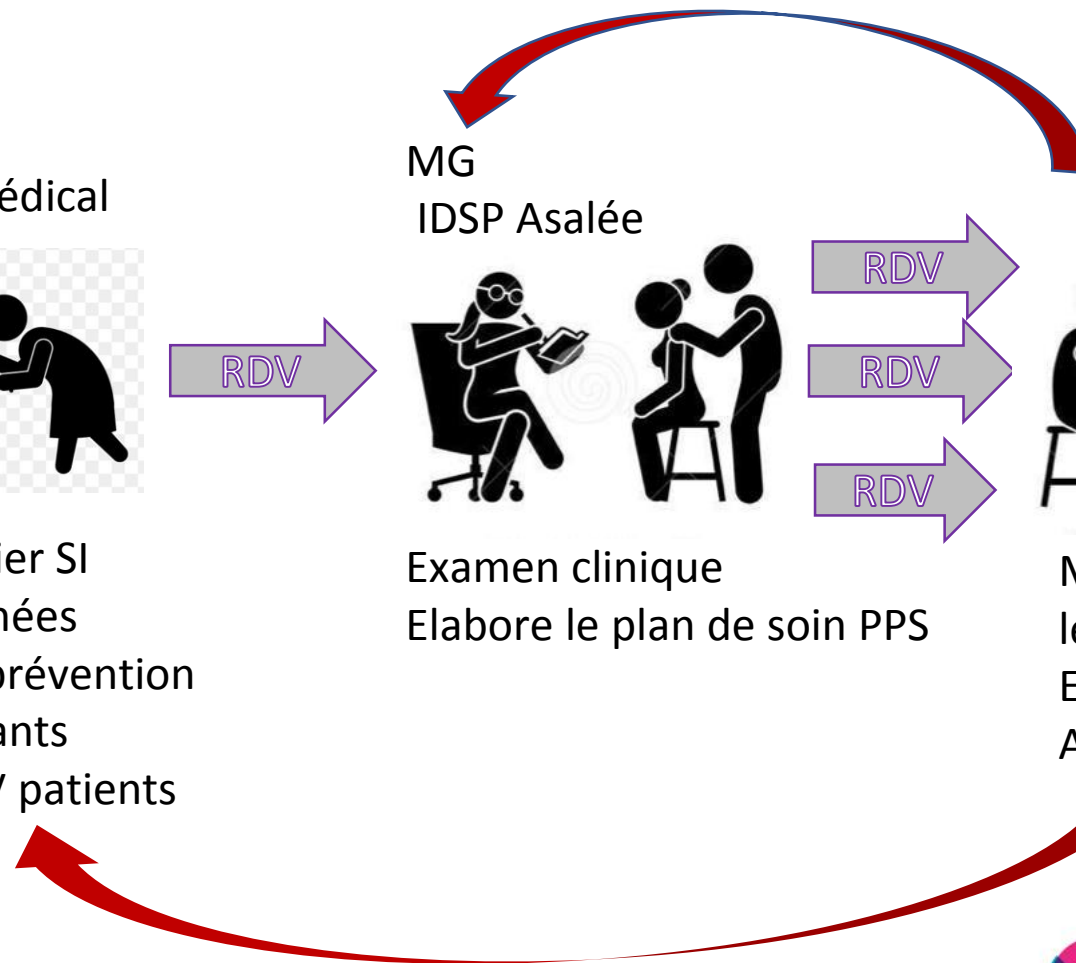 édical
MG
IDSP Asalée
RDV
RDV
RDV
RDV
ier SI
nées
prévention
ants
patients
Examen clinique
Elabore le plan de soin PPS